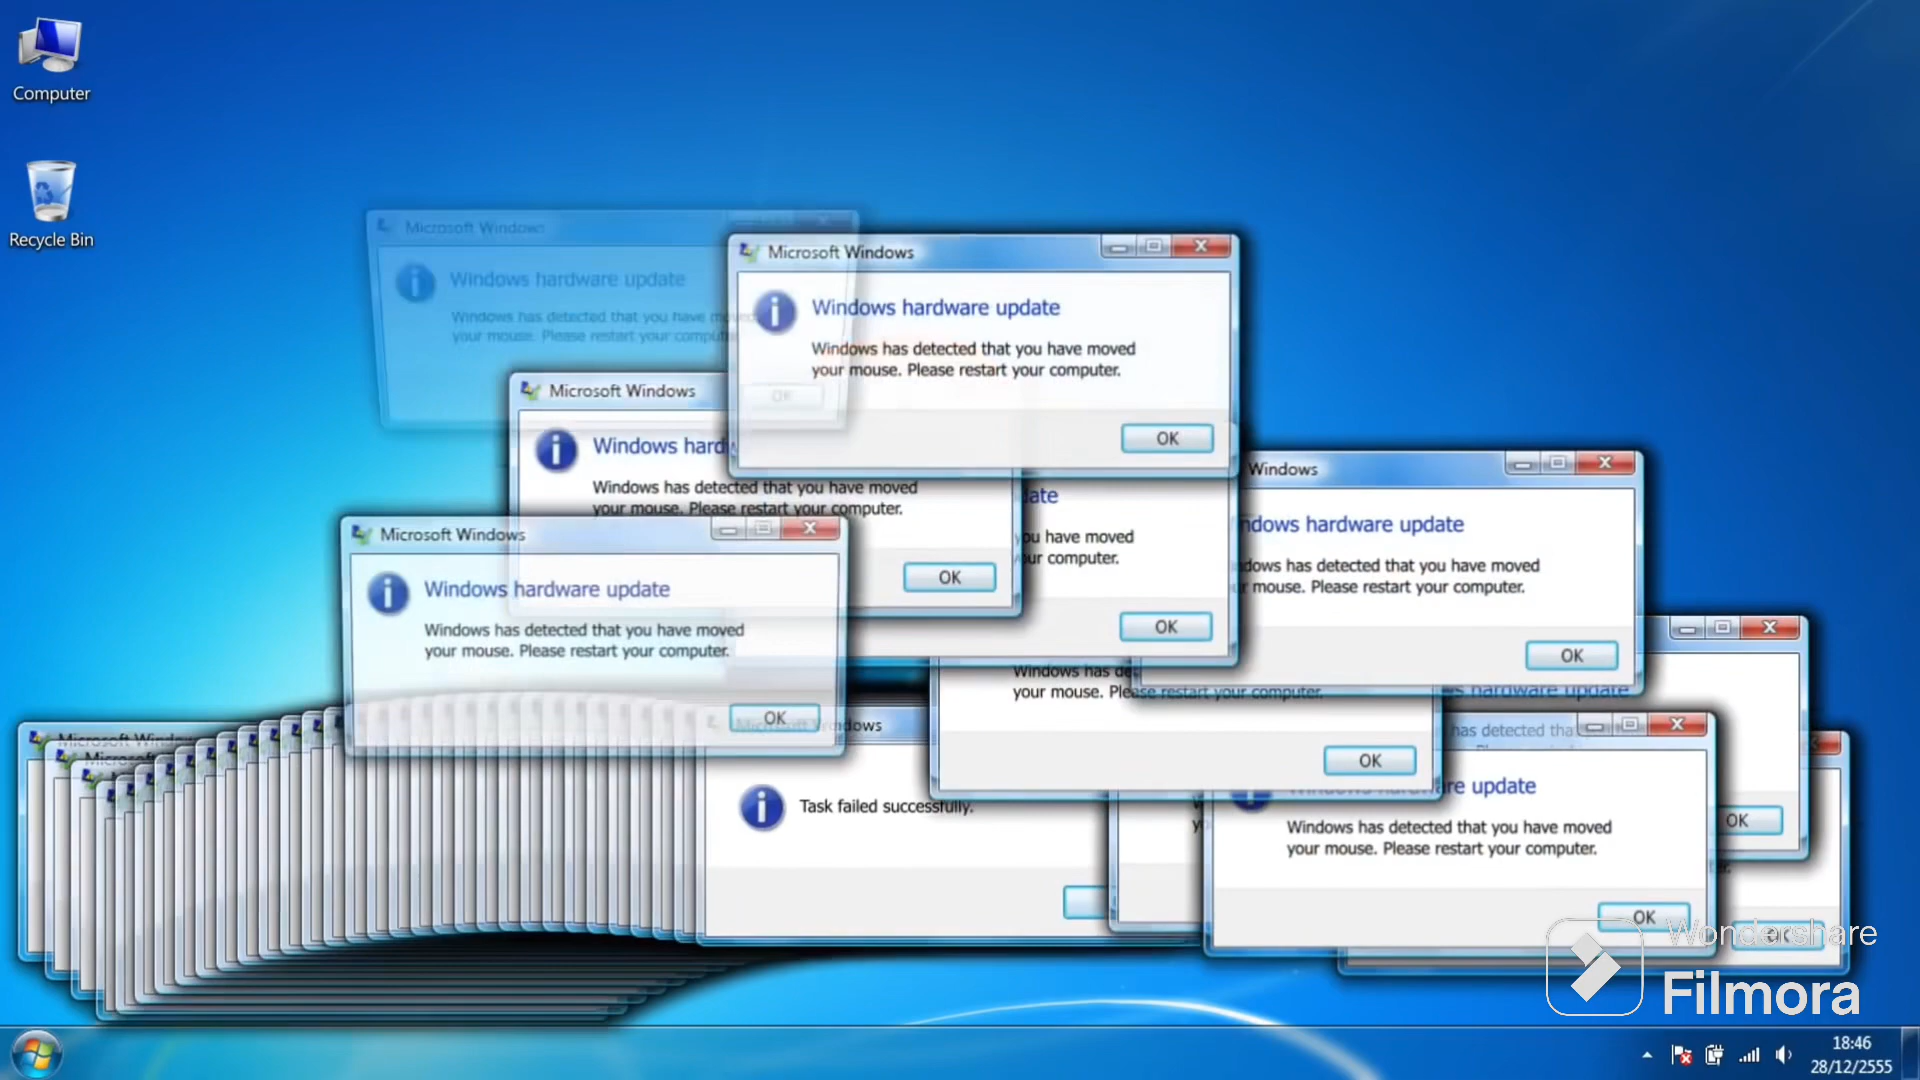 Computer
Recycle Bin
Microsoft Windows
Windows hardware update
Windows has detected that you have moved
your mouse. Please restart your computer.
OK
Microsoft Windows
Windows hardware update
Windows has detected that you have moved
your mouse. Please restart your computer.
OK
Microsoft Windows
Windows hard
Windows has detected that you have moved
your mouse. Please restart your computer.
OK
date
you have moved
our computer.
OK
Windows
ndows hardware update
dows has detected that you have moved
r mouse. Please restart your computer.
OK
Microsoft Windows
Windows hardware update
Windows has detected that you have moved
your mouse. Please restart your computer.
OK
Windows has de
your mouse. Please restart your computer.
OK
s hardware update
has detected that
OK
Microsoft Windows
Microsoft Windows
Task failed successfully.
Windows hardware update
Windows has detected that you have moved
your mouse. Please restart your computer.
OK
OK
Wondershare
Filmora
18:46
28/12/2555